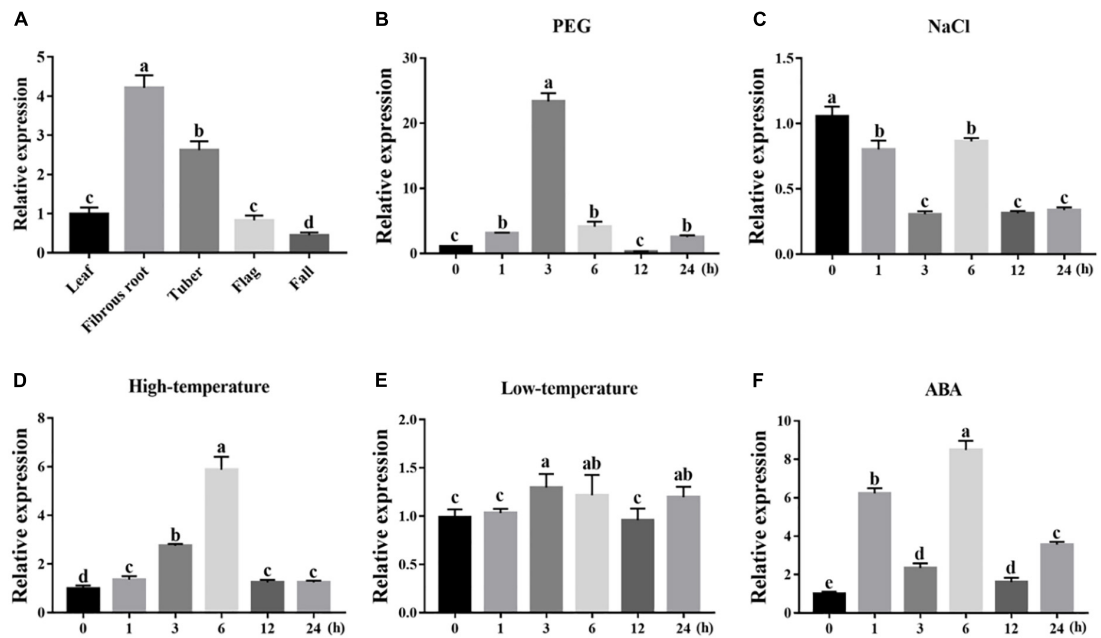 A
Relative expression
5
4
3
2
1
0
c
a
b
c
d
Leaf
Fibrous root
Tuber
Flag
Fall
B
PEG
Relative expression
30
20
10
0
c
b
a
b
c
b
0 1 3 6 12 24 (h)
C
NaCl
Relative expression
1.5
1.0
0.5
0.0
a
b
c
b
c
c
0 1 3 6 12 24 (h)
D
High-temperature
Relative expression
8
6
4
2
0
d
c
b
a
c
c
0 1 3 6 12 24 (h)
E
Low-temperature
Relative expression
2.0
1.5
1.0
0.5
0.0
c
c
a
ab
c
ab
0 1 3 6 12 24 (h)
F
ABA
Relative expression
10
8
6
4
2
0
e
b
d
a
d
c
0 1 3 6 12 24 (h)